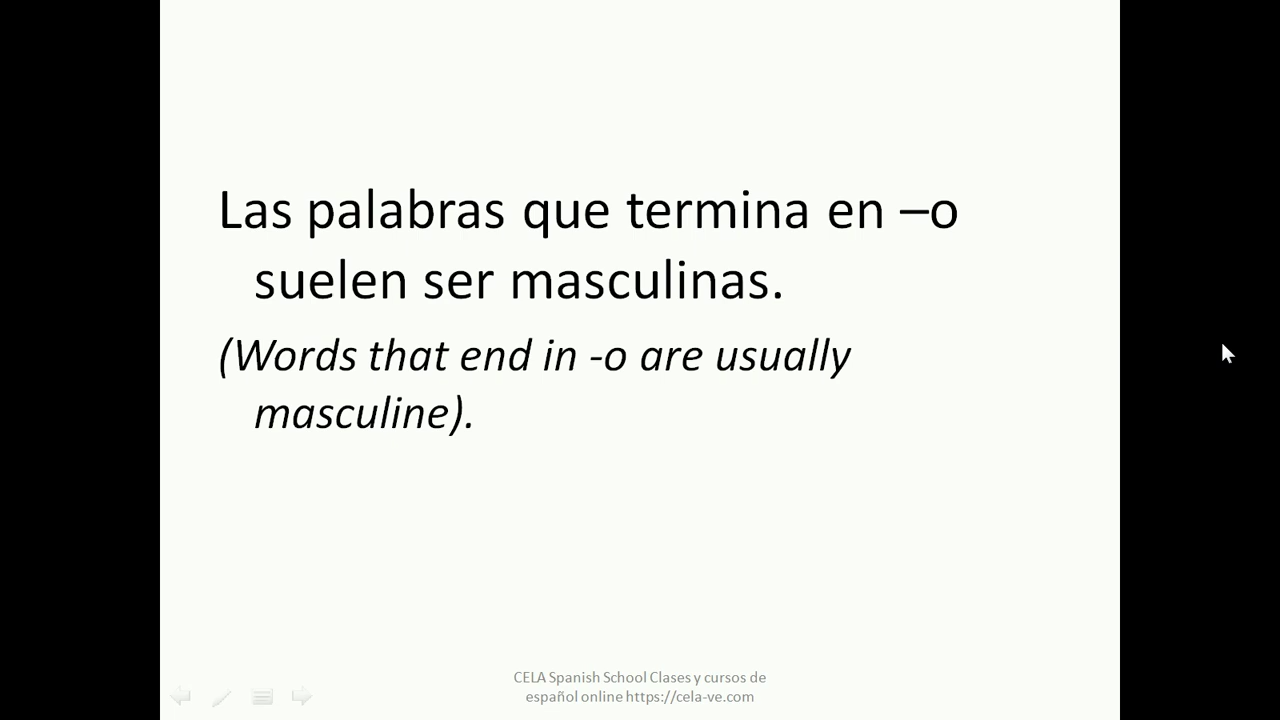 Las palabras que termina en –o
suelen ser masculinas.
(Words that end in -o are usually
masculine).
CELA Spanish School Clases y cursos de
español online https://cela-ve.com